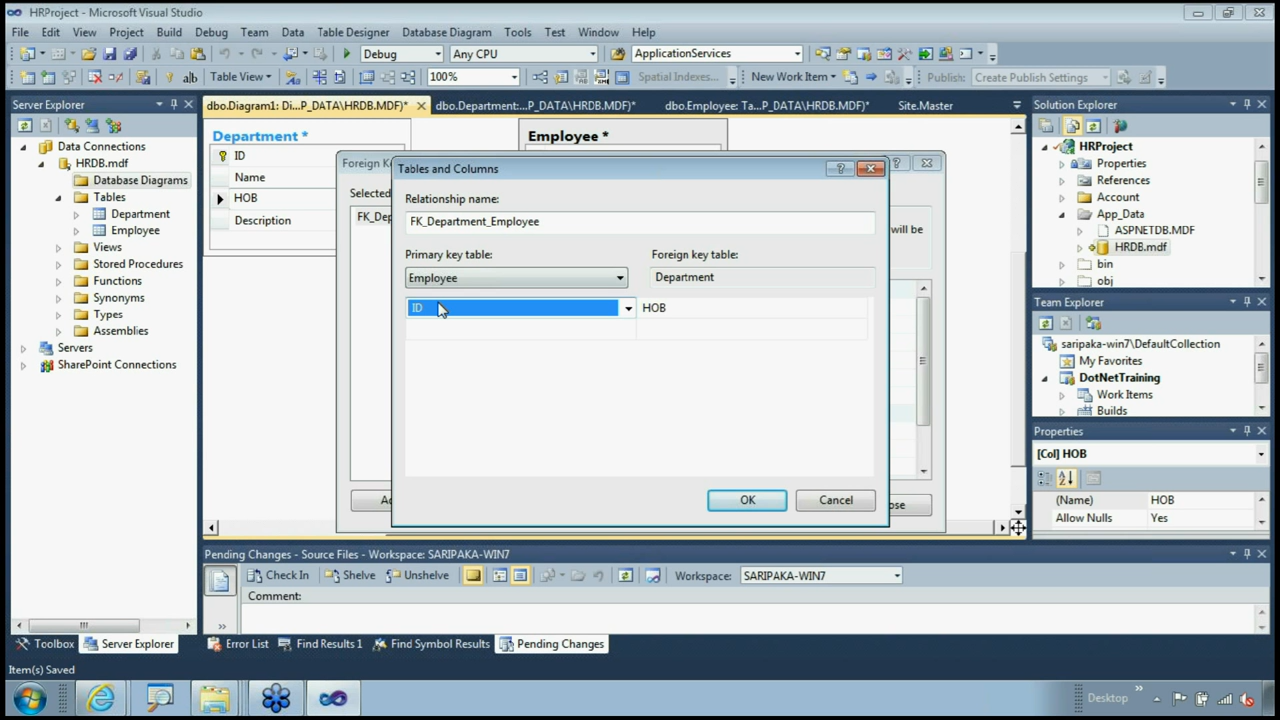 HRProject - Microsoft Visual Studio
File Edit View Project Build Debug Team Data Table Designer Database Diagram Tools Test Window Help
Debug Any CPU ApplicationServices
Table View 100% Spatial Indexes... New Work Item Publish: Create Publish Settings
Server Explorer
dbo.Diagram1: Di...P_DATA\HRDB.MDF)* dbo.Department:...P_DATA\HRDB.MDF)* dbo.Employee: Ta...P_DATA\HRDB.MDF)* Site.Master
Solution Explorer
Data Connections
HRDB.mdf
Database Diagrams
Tables
Department
Employee
Views
Stored Procedures
Functions
Synonyms
Types
Assemblies
Servers
SharePoint Connections
Department *
ID
Name
HOB
Description
Employee *
Foreign Ke
Selected
FK_Dep
will be
Ad
ose
Tables and Columns
Relationship name:
FK_Department_Employee
Primary key table: Foreign key table:
Employee Department
ID HOB
OK Cancel
HRProject
Properties
References
Account
App_Data
ASPNETDB.MDF
HRDB.mdf
bin
obj
Team Explorer
saripaka-win7\DefaultCollection
My Favorites
DotNetTraining
Work Items
Builds
Properties
[Col] HOB
(Name) HOB
Allow Nulls Yes
Pending Changes - Source Files - Workspace: SARIPAKA-WIN7
Check In Shelve Unshelve Workspace: SARIPAKA-WIN7
Comment:
Toolbox Server Explorer Error List Find Results 1 Find Symbol Results Pending Changes
Item(s) Saved
Desktop